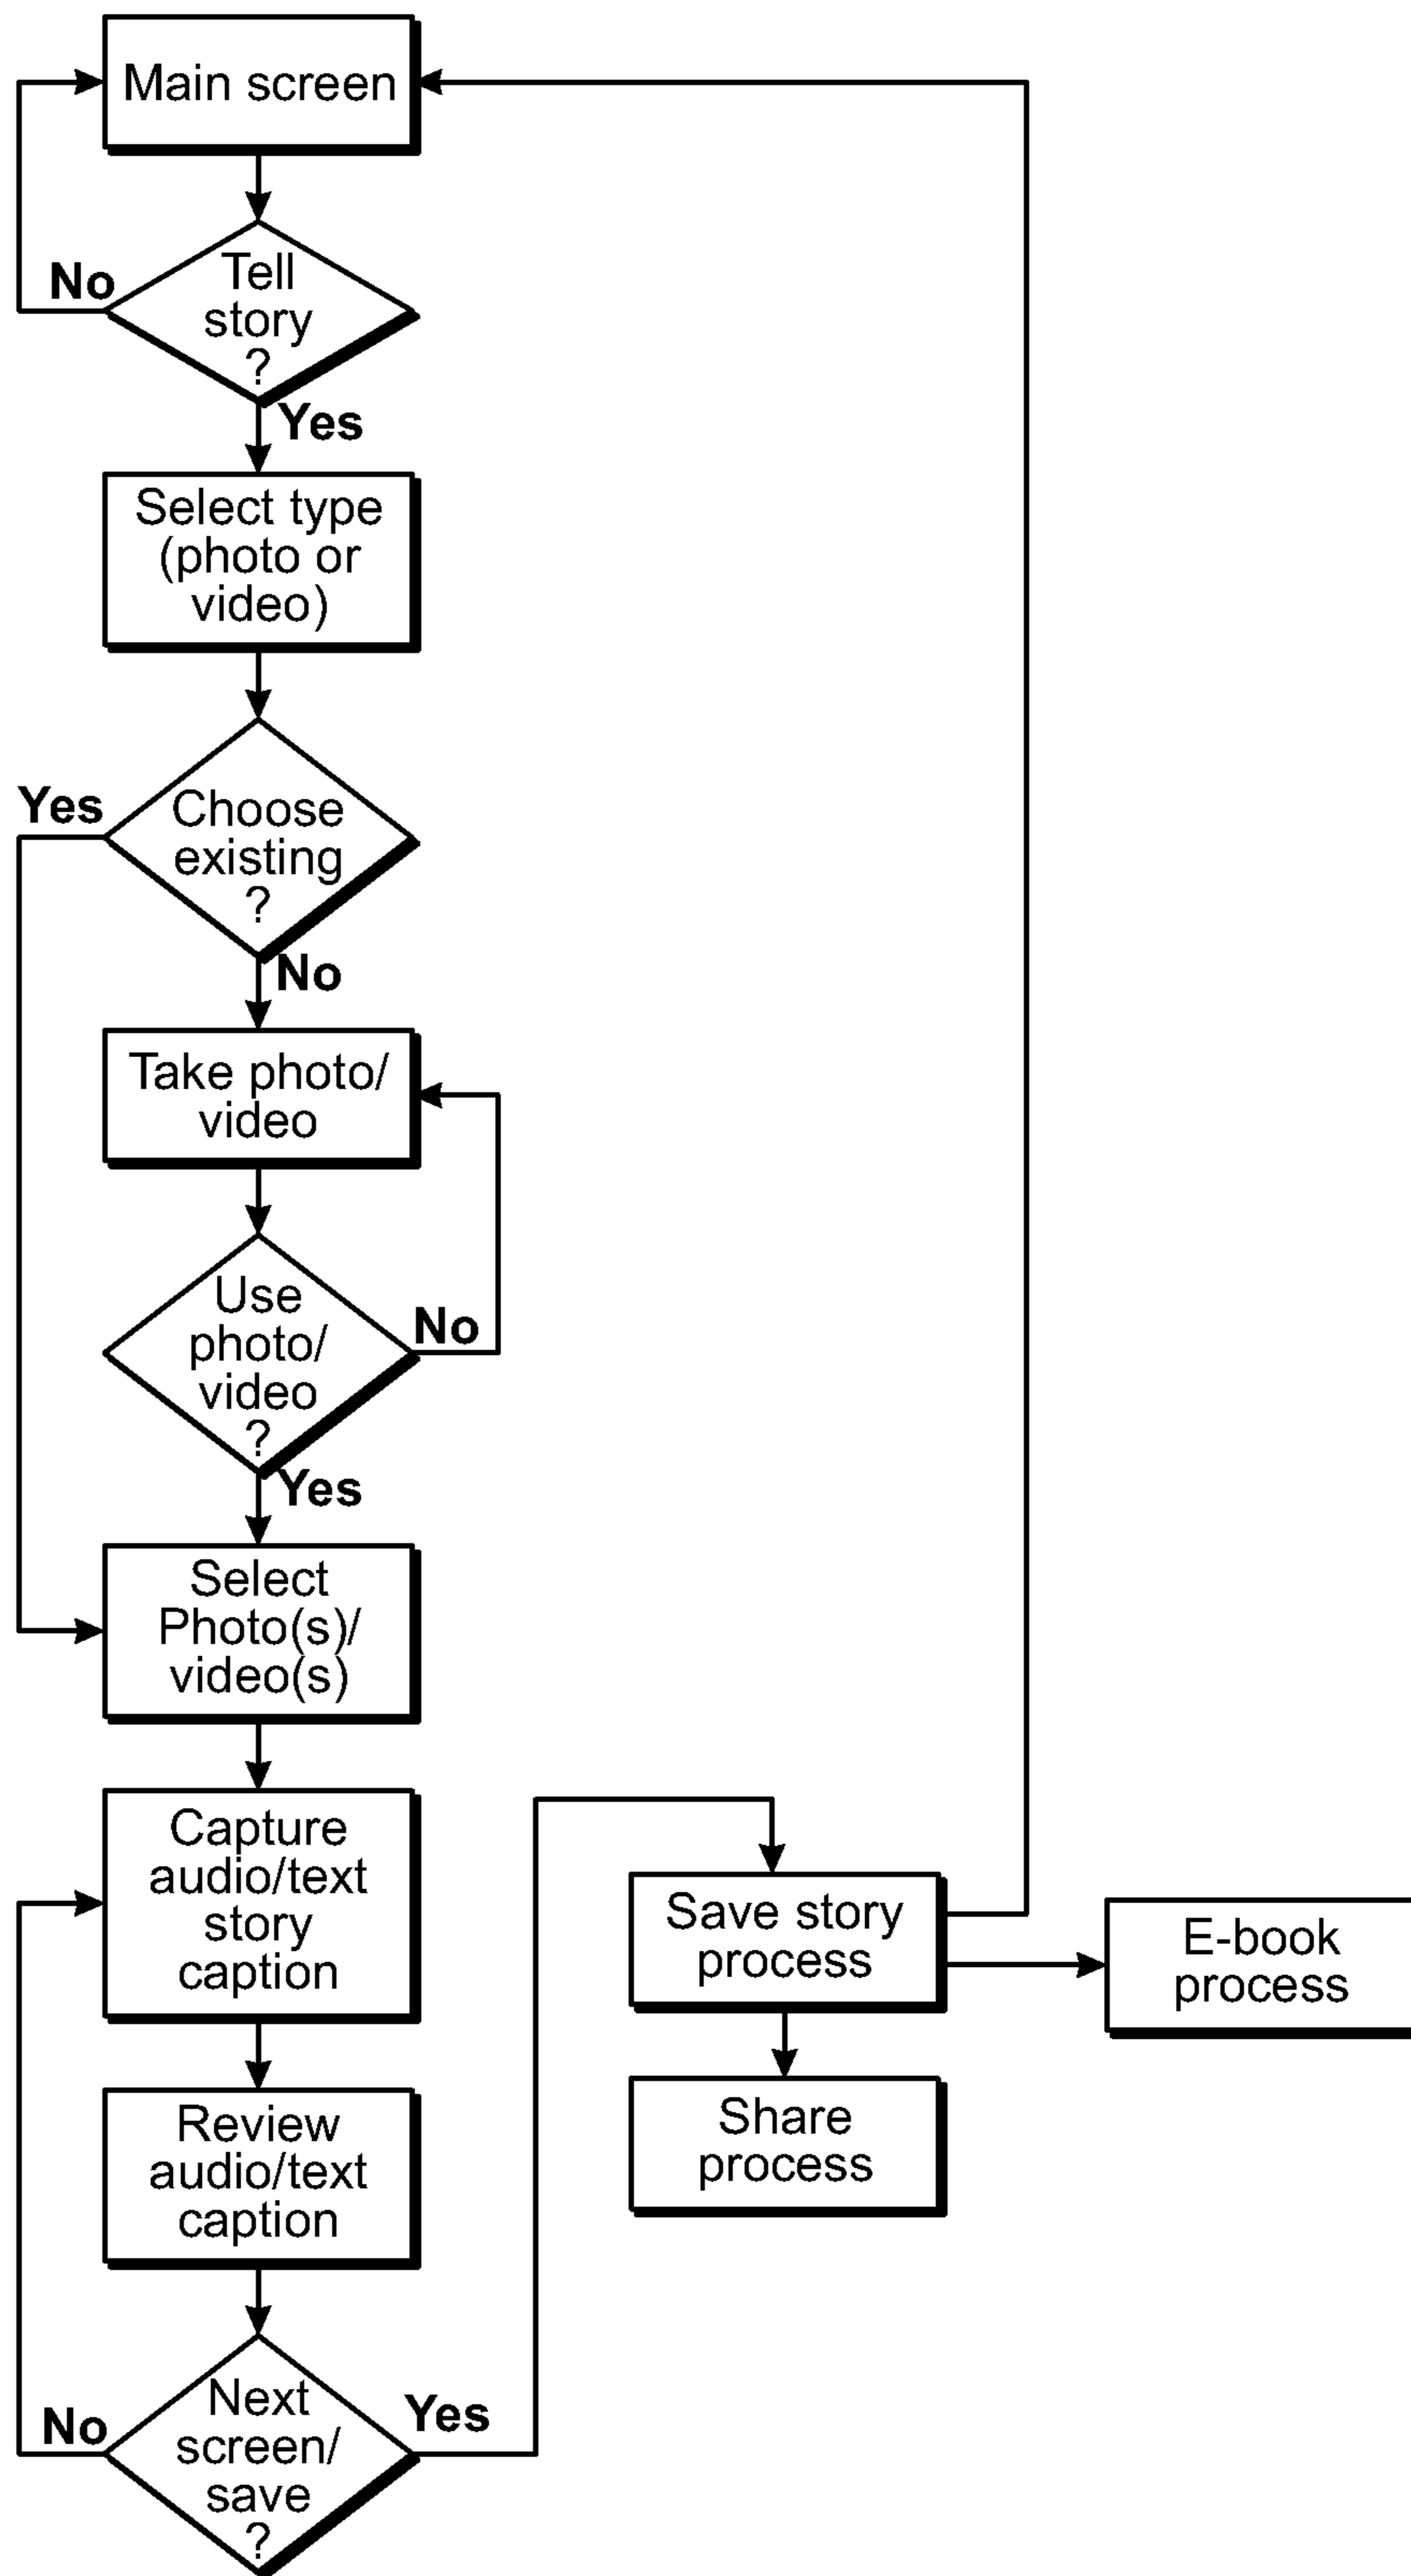 Main screen
No
Tell
story
?
Yes
Select type
(photo or
video)
Yes
Choose
existing
?
No
Take photo/
video
Use
photo/
video
?
No
Yes
Select
Photo(s)/
video(s)
Capture
audio/text
story
caption
Review
audio/text
caption
No
Next
screen/
save
?
Yes
Save story
process
E-book
process
Share
process